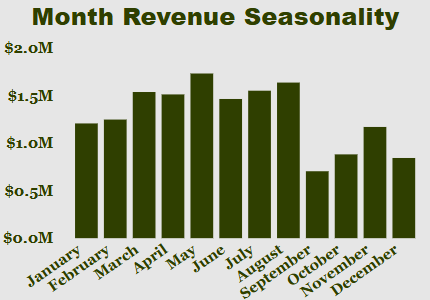 Month Revenue Seasonality
$2.0M
$1.5M
$1.0M
$0.5M
$0.0M
January
February
March
April
May
June
July
August
September
October
November
December